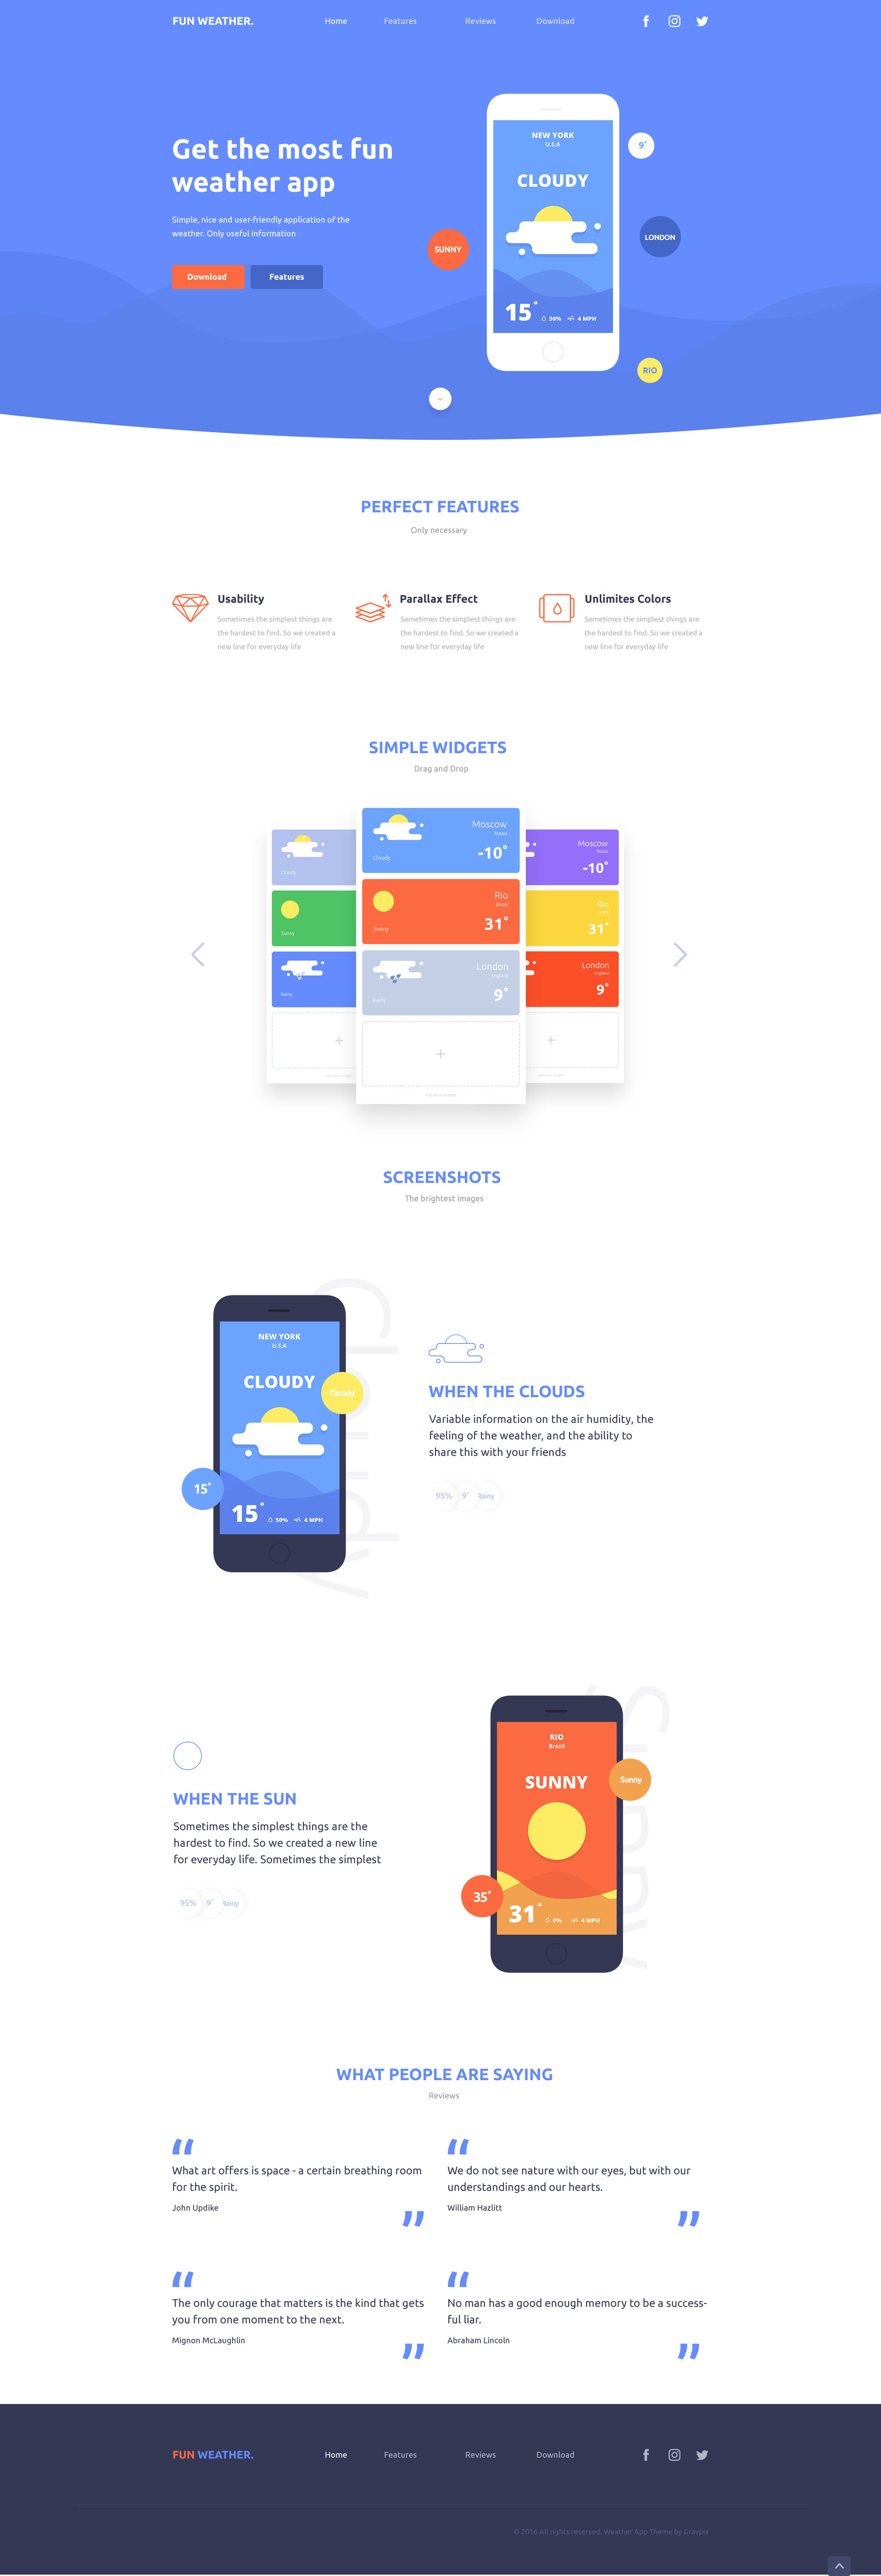 FUN WEATHER.
Home
Features
Reviews
Download
Get the most fun
weather app
Simple, nice and user-friendly application of the
weather. Only useful information
Download
Features
NEW YORK
U.S.A
CLOUDY
15°
50%
4 MPH
SUNNY
9°
LONDON
RIO
PERFECT FEATURES
Only necessary
Usability
Sometimes the simplest things are
the hardest to find. So we created a
new line for everyday life
Parallax Effect
Sometimes the simplest things are
the hardest to find. So we created a
new line for everyday life
Unlimites Colors
Sometimes the simplest things are
the hardest to find. So we created a
new line for everyday life
SIMPLE WIDGETS
Drag and Drop
Cloudy
Sunny
Rainy
+
Moscow
Russia
Cloudy
-10°
Rio
Brazil
Sunny
31°
London
England
Rainy
9°
+
Moscow
Russia
-10°
Rio
Brazil
31°
London
England
9°
+
SCREENSHOTS
The brightest images
Cloudy
NEW YORK
U.S.A
CLOUDY
Cloudy
15°
15°
50%
4 MPH
WHEN THE CLOUDS
Variable information on the air humidity, the
feeling of the weather, and the ability to
share this with your friends
95%
9°
Rainy
WHEN THE SUN
Sometimes the simplest things are the
hardest to find. So we created a new line
for everyday life. Sometimes the simplest
95%
9°
Rainy
Sunny
RIO
Brazil
SUNNY
Sunny
35°
31°
0%
4 MPH
WHAT PEOPLE ARE SAYING
Reviews
“
What art offers is space - a certain breathing room
for the spirit.
John Updike
”
“
We do not see nature with our eyes, but with our
understandings and our hearts.
William Hazlitt
”
“
The only courage that matters is the kind that gets
you from one moment to the next.
Mignon McLaughlin
”
“
No man has a good enough memory to be a success-
ful liar.
Abraham Lincoln
”
FUN WEATHER.
Home
Features
Reviews
Download
© 2016 All rights reserved. Weather App Theme by Gravpix